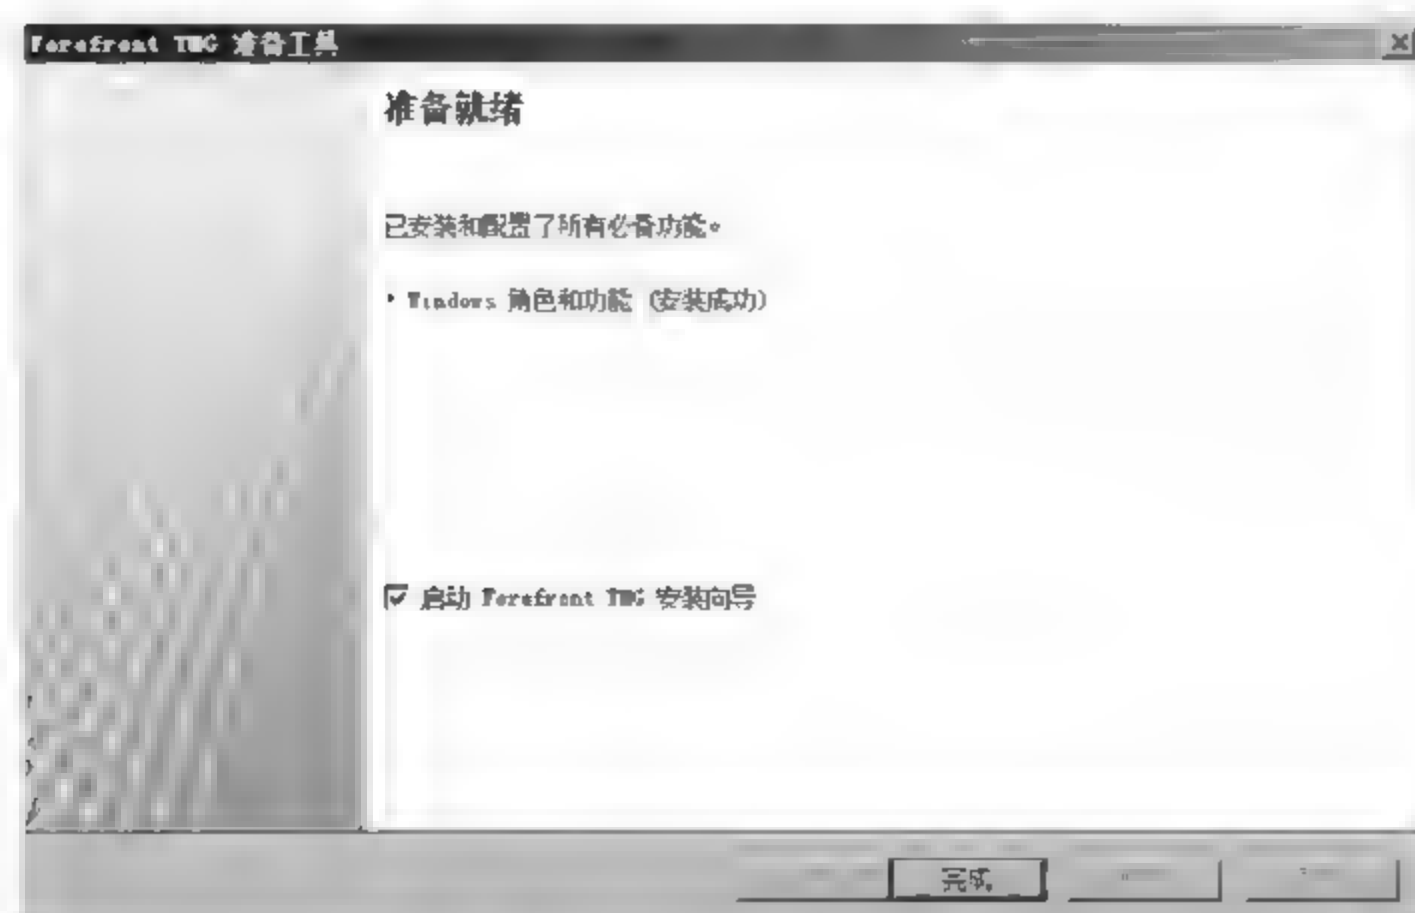 Forefront TMG 准备工具
准备就绪
已安装和配置了所有必备功能。
Windows 角色和功能 (安装成功)
启动 Forefront TMG 安装向导
完成